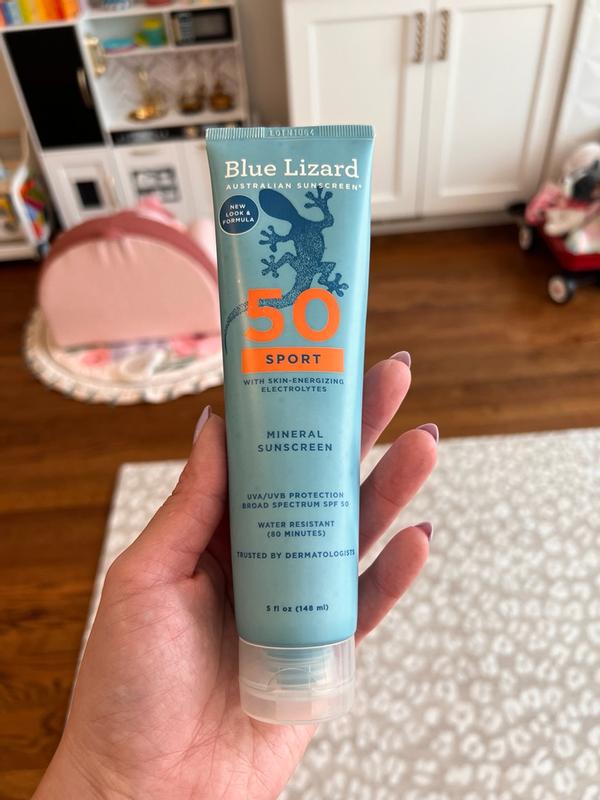 Blue Lizard
AUSTRALIAN SUNSCREEN®
NEW
LOOK &
FORMULA
50
SPORT
WITH SKIN-ENERGIZING
ELECTROLYTES
MINERAL
SUNSCREEN
UVA/UVB PROTECTION
BROAD SPECTRUM SPF 50
WATER RESISTANT
(80 MINUTES)
TRUSTED BY DERMATOLOGISTS
5 fl oz (148 ml)